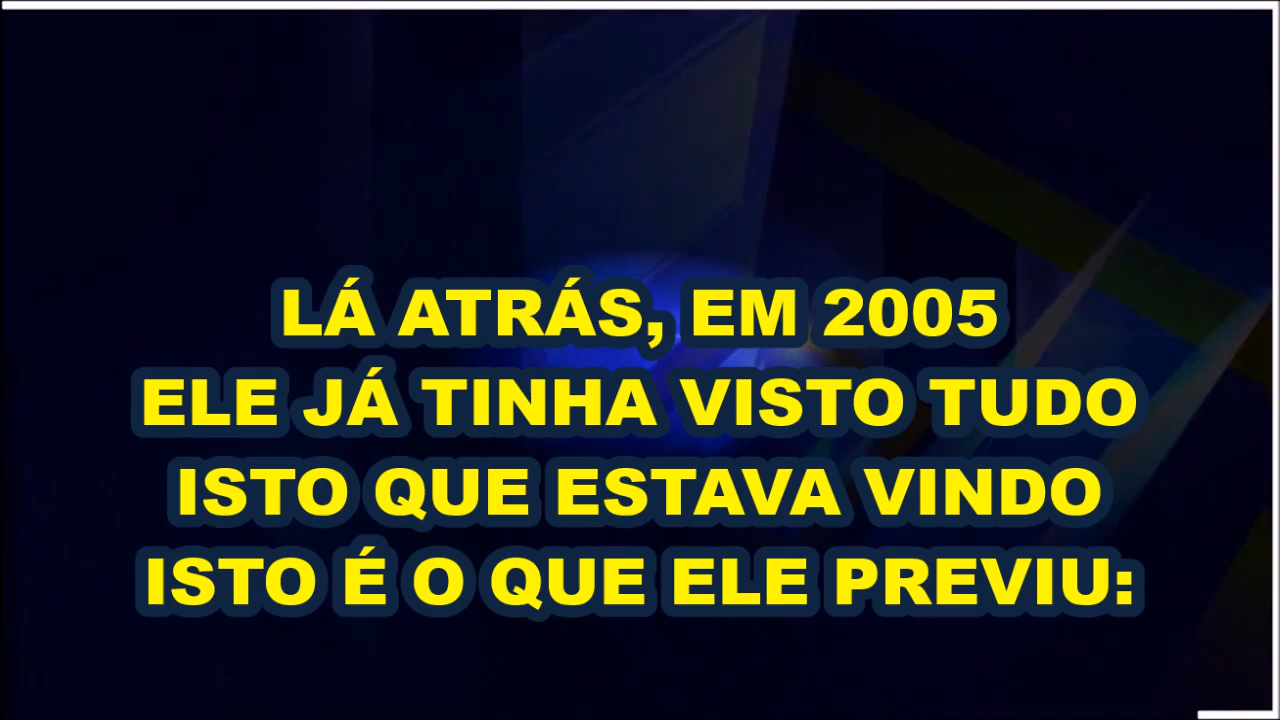 LÁ ATRÁS, EM 2005
ELE JÁ TINHA VISTO TUDO
ISTO QUE ESTAVA VINDO
ISTO É O QUE ELE PREVIU: